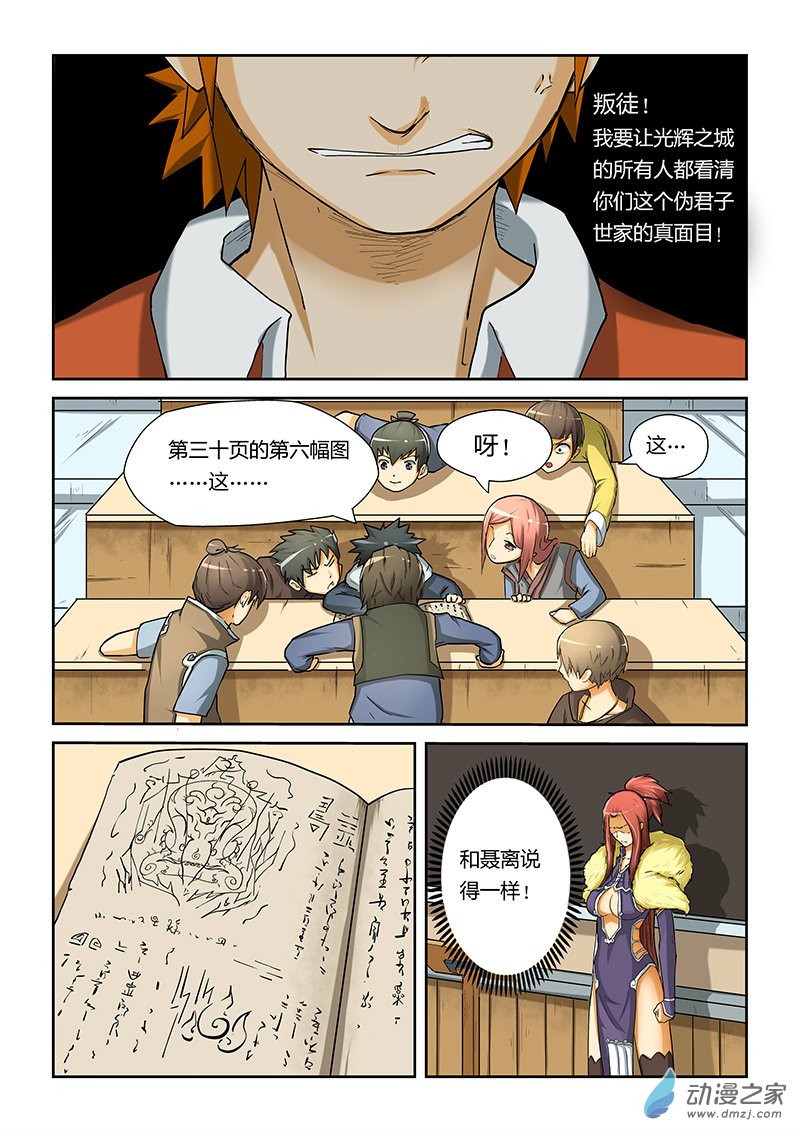 叛徒！
我要让光辉之城
的所有人都看清
你们这个伪君子
世家的真面目！
第三十页的第六幅图
……这……
呀！
这…
和聂离说
得一样！
动漫之家
www.dmzj.com